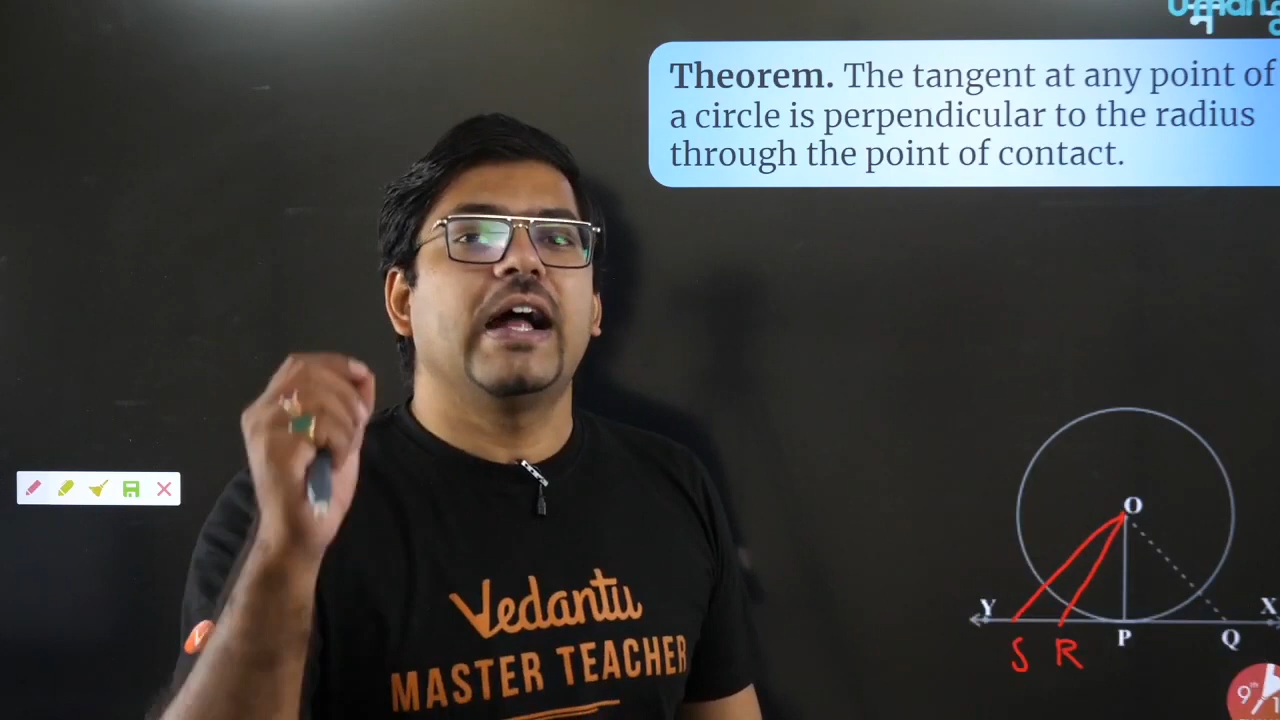 Theorem. The tangent at any point of
a circle is perpendicular to the radius
through the point of contact.
O
Y
X
S
R
P
Q
Vedantu
MASTER TEACHER
9th